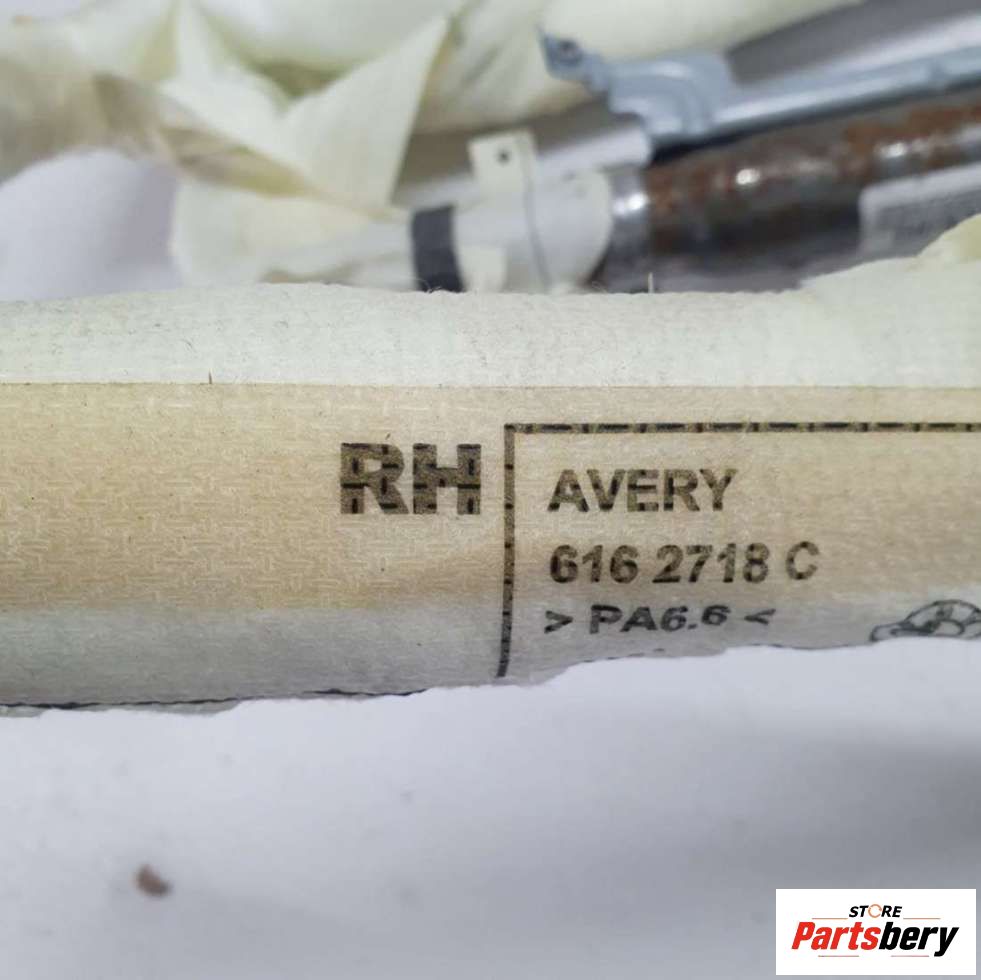 RH
AVERY
616 2718 C
> PA6.6 <
STORE
Partsbery